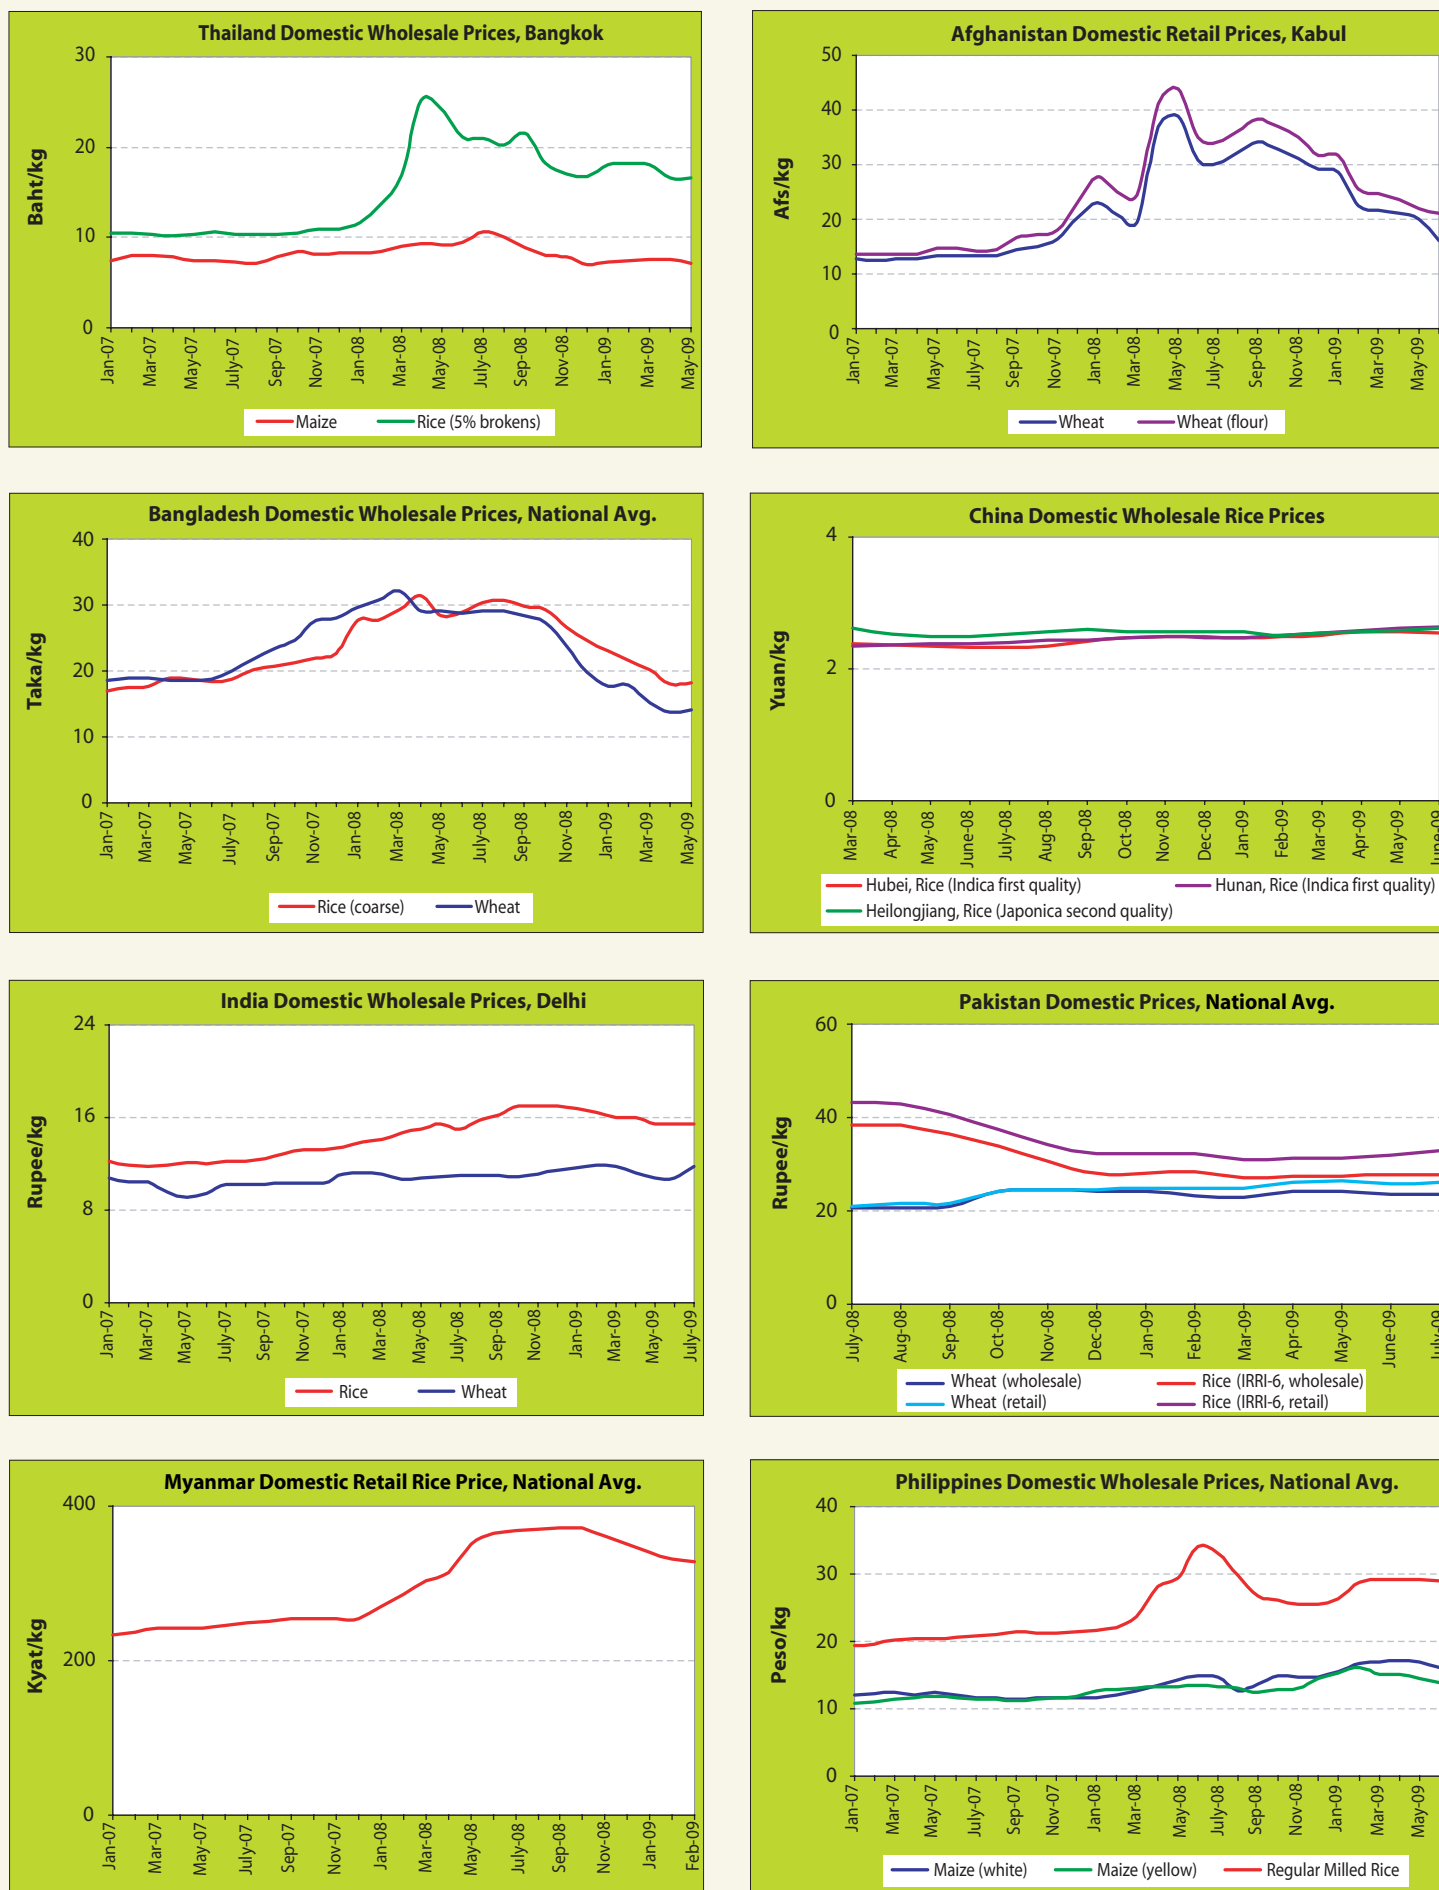 Thailand Domestic Wholesale Prices, Bangkok
30
20
10
0
Baht/kg
Jan-07
Mar-07
May-07
July-07
Sep-07
Nov-07
Jan-08
Mar-08
May-08
July-08
Sep-08
Nov-08
Jan-09
Mar-09
May-09
Maize Rice (5% brokens)
Afghanistan Domestic Retail Prices, Kabul
50
40
30
20
10
0
Afs/kg
Jan-07
Mar-07
May-07
July-07
Sep-07
Nov-07
Jan-08
Mar-08
May-08
July-08
Sep-08
Nov-08
Jan-09
Mar-09
May-09
Wheat Wheat (flour)
Bangladesh Domestic Wholesale Prices, National Avg.
40
30
20
10
0
Taka/kg
Jan-07
Mar-07
May-07
July-07
Sep-07
Nov-07
Jan-08
Mar-08
May-08
July-08
Sep-08
Nov-08
Jan-09
Mar-09
May-09
Rice (coarse) Wheat
China Domestic Wholesale Rice Prices
4
2
0
Yuan/kg
Mar-08
Apr-08
May-08
June-08
July-08
Aug-08
Sep-08
Oct-08
Nov-08
Dec-08
Jan-09
Feb-09
Mar-09
Apr-09
May-09
June-09
Hubei, Rice (Indica first quality) Hunan, Rice (Indica first quality)
Heilongjiang, Rice (Japonica second quality)
India Domestic Wholesale Prices, Delhi
24
16
8
0
Rupee/kg
Jan-07
Mar-07
May-07
July-07
Sep-07
Nov-07
Jan-08
Mar-08
May-08
July-08
Sep-08
Nov-08
Jan-09
Mar-09
May-09
July-09
Rice Wheat
Pakistan Domestic Prices, National Avg.
60
40
20
0
Rupee/kg
July-08
Aug-08
Sep-08
Oct-08
Nov-08
Dec-08
Jan-09
Feb-09
Mar-09
Apr-09
May-09
June-09
July-09
Wheat (wholesale) Rice (IRRI-6, wholesale)
Wheat (retail) Rice (IRRI-6, retail)
Myanmar Domestic Retail Rice Price, National Avg.
400
200
0
Kyat/kg
Jan-07
Mar-07
May-07
July-07
Sep-07
Nov-07
Jan-08
Mar-08
May-08
July-08
Sep-08
Nov-08
Jan-09
Feb-09
Philippines Domestic Wholesale Prices, National Avg.
40
30
20
10
0
Peso/kg
Jan-07
Mar-07
May-07
July-07
Sep-07
Nov-07
Jan-08
Mar-08
May-08
July-08
Sep-08
Nov-08
Jan-09
Mar-09
May-09
Maize (white) Maize (yellow) Regular Milled Rice